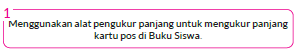 1
Menggunakan alat pengukur panjang untuk mengukur panjang
kartu pos di Buku Siswa.